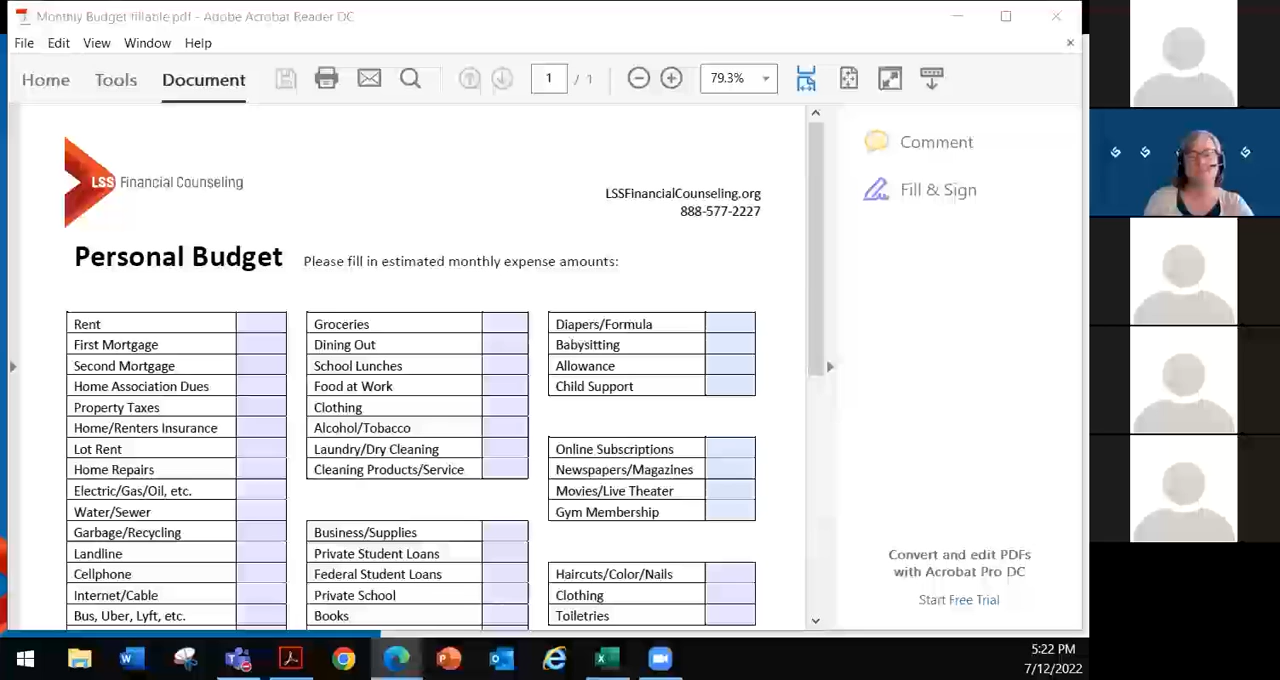 Monthly Budget fillable.pdf - Adobe Acrobat Reader DC
File Edit View Window Help
Home Tools Document 1 / 1 79.3%
LSS Financial Counseling
LSSFinancialCounseling.org
888-577-2227
Personal Budget Please fill in estimated monthly expense amounts:
Rent
First Mortgage
Second Mortgage
Home Association Dues
Property Taxes
Home/Renters Insurance
Lot Rent
Home Repairs
Electric/Gas/Oil, etc.
Water/Sewer
Garbage/Recycling
Landline
Cellphone
Internet/Cable
Bus, Uber, Lyft, etc.
Groceries
Dining Out
School Lunches
Food at Work
Clothing
Alcohol/Tobacco
Laundry/Dry Cleaning
Cleaning Products/Service
Business/Supplies
Private Student Loans
Federal Student Loans
Private School
Books
Diapers/Formula
Babysitting
Allowance
Child Support
Online Subscriptions
Newspapers/Magazines
Movies/Live Theater
Gym Membership
Haircuts/Color/Nails
Clothing
Toiletries
Comment
Fill & Sign
Convert and edit PDFs
with Acrobat Pro DC
Start Free Trial
5:22 PM
7/12/2022